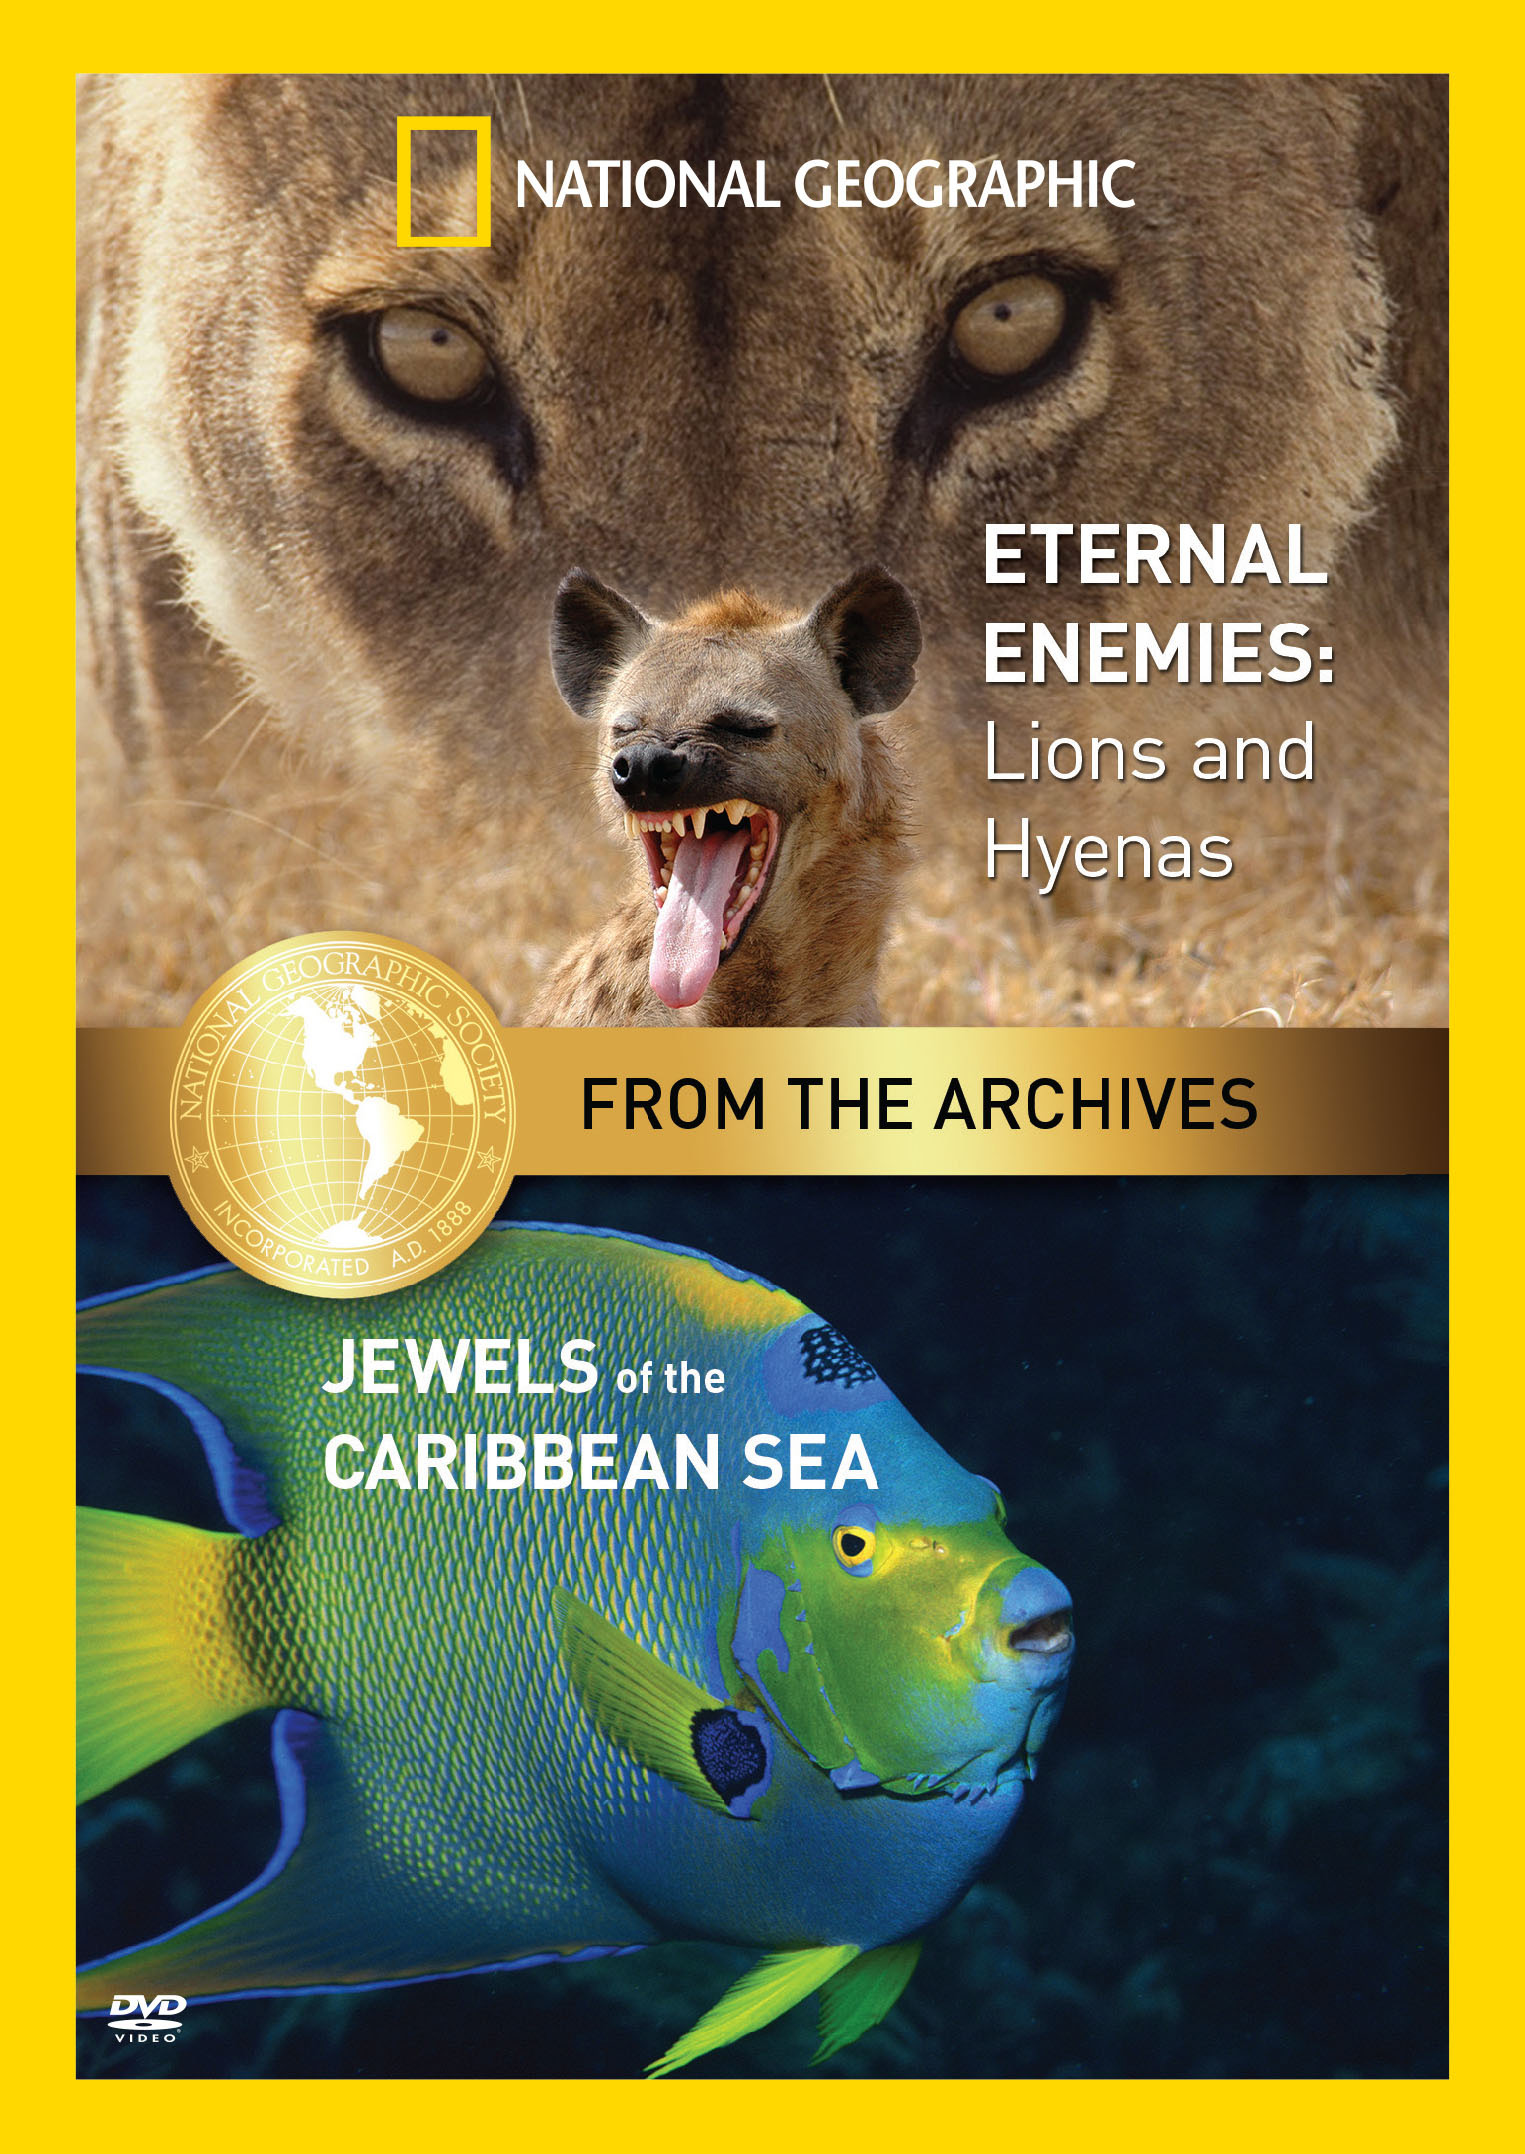 NATIONAL GEOGRAPHIC
ETERNAL
ENEMIES:
Lions and
Hyenas
NATIONAL GEOGRAPHIC SOCIETY
INCORPORATED A.D. 1888
FROM THE ARCHIVES
JEWELS of the
CARIBBEAN SEA
DVD
VIDEO